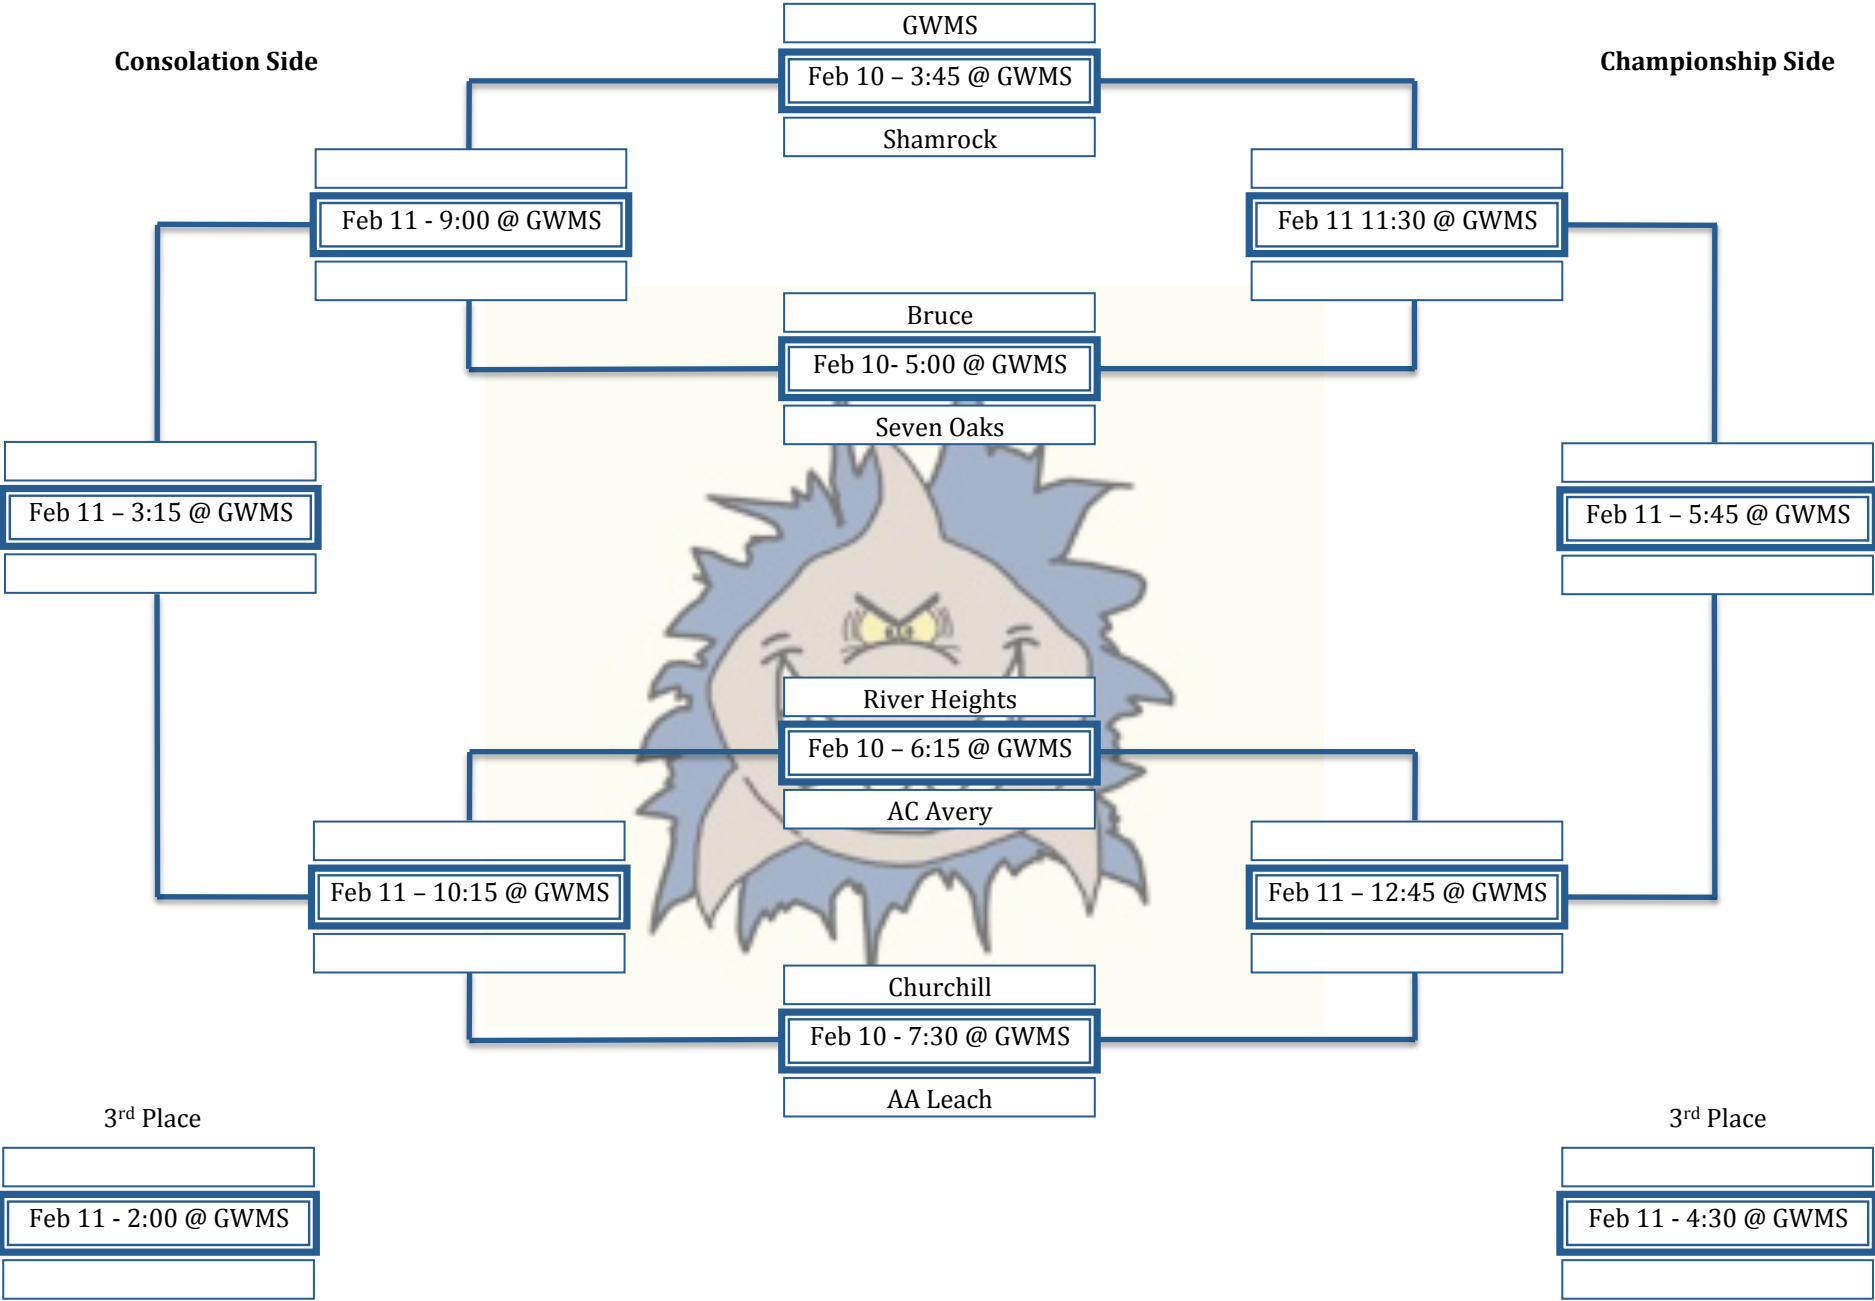 GWMS
Consolation Side
Championship Side
Feb 10 – 3:45 @ GWMS
Shamrock
Feb 11 - 9:00 @ GWMS
Feb 11 11:30 @ GWMS
Bruce
Feb 10- 5:00 @ GWMS
Seven Oaks
Feb 11 – 3:15 @ GWMS
Feb 11 – 5:45 @ GWMS
River Heights
Feb 10 – 6:15 @ GWMS
AC Avery
Feb 11 – 10:15 @ GWMS
Feb 11 – 12:45 @ GWMS
Churchill
Feb 10 - 7:30 @ GWMS
AA Leach
3rd Place
3rd Place
Feb 11 - 2:00 @ GWMS
Feb 11 - 4:30 @ GWMS